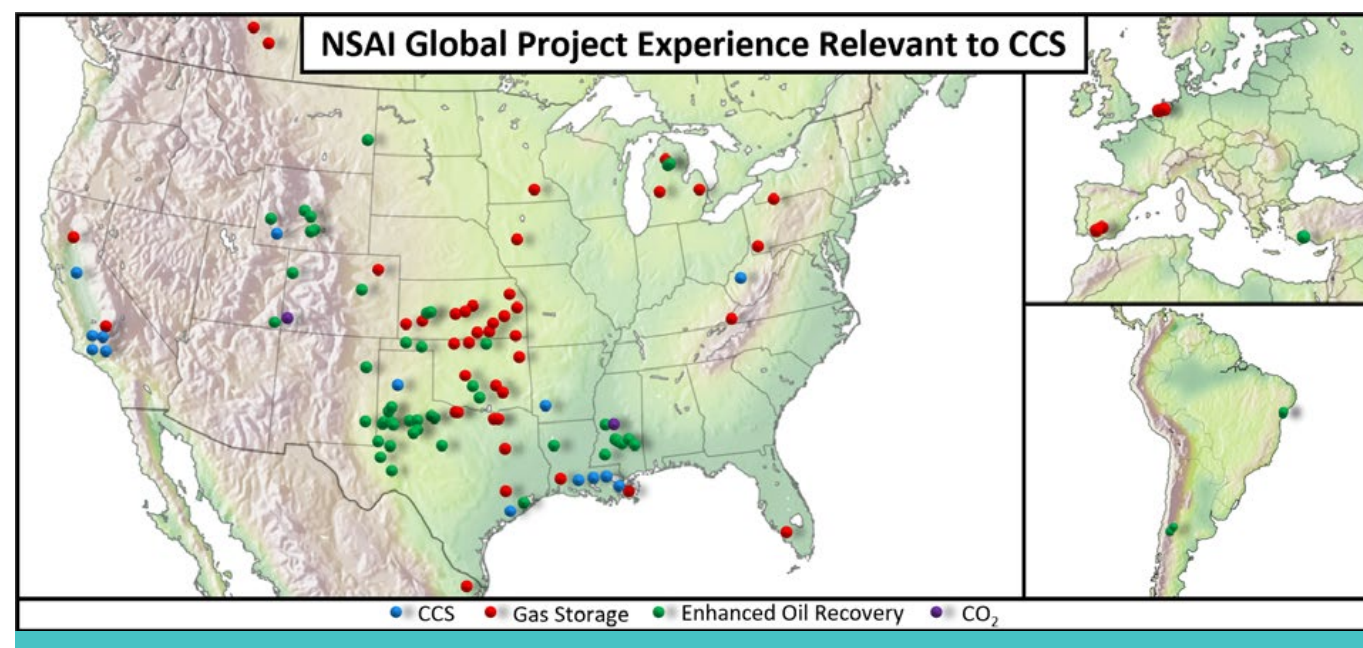 NSAI Global Project Experience Relevant to CCS
CCS Gas Storage Enhanced Oil Recovery CO₂